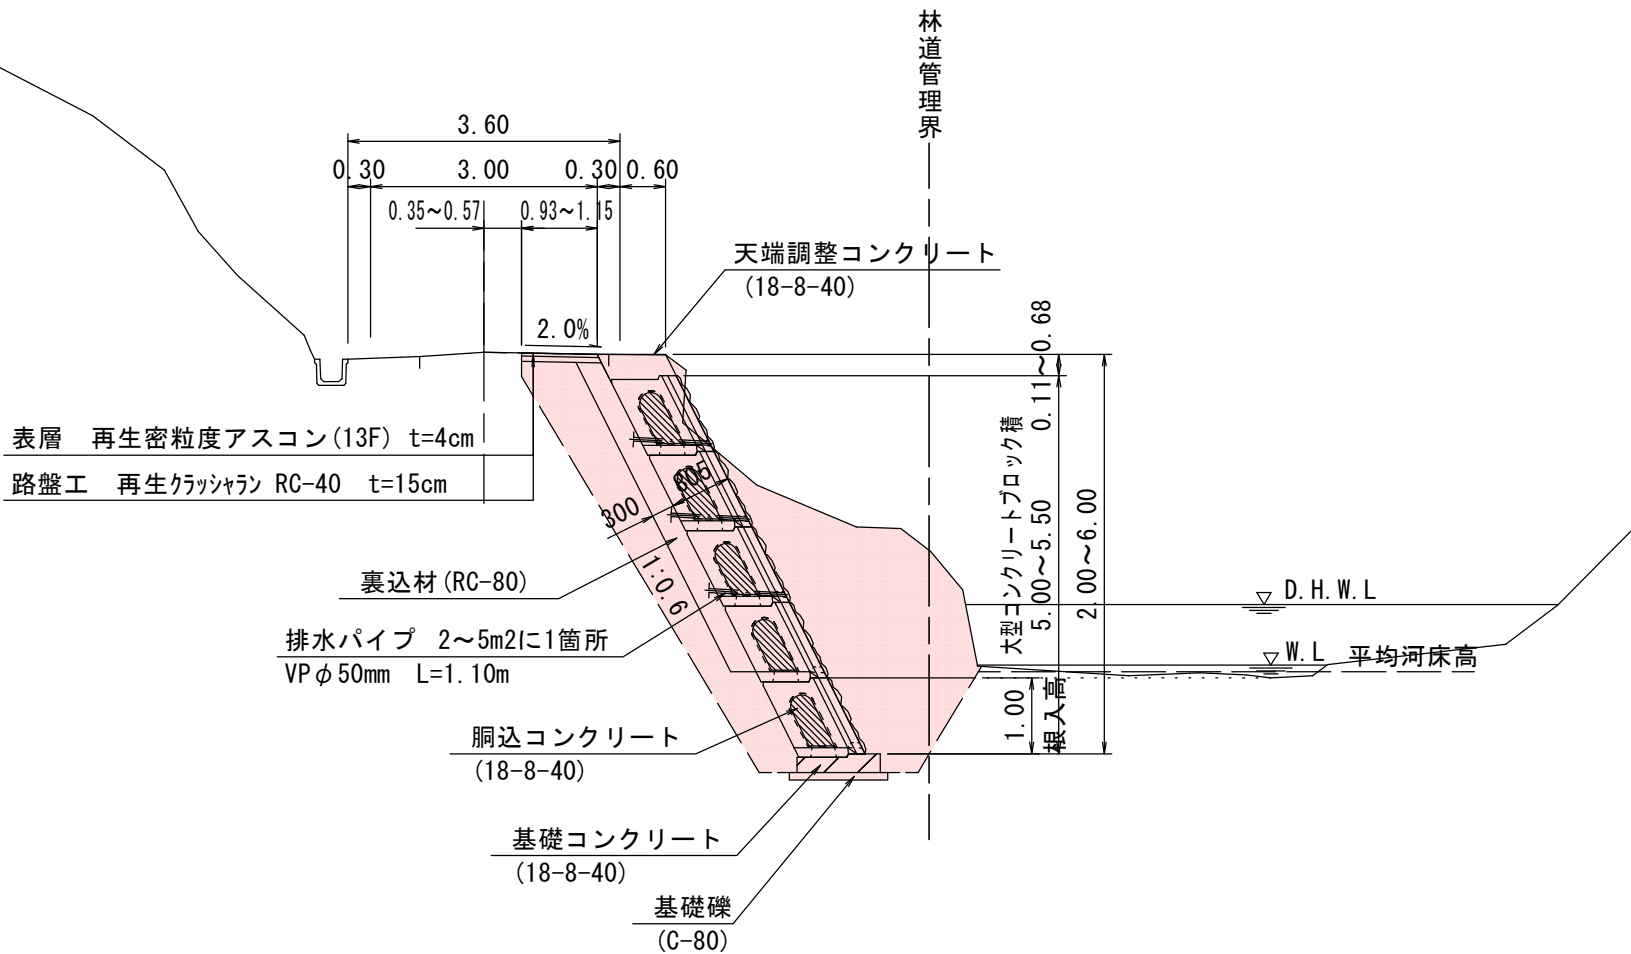 林道管理界
3.60
0.30
3.00
0.30
0.60
0.35~0.57
0.93~1.15
天端調整コンクリート
(18-8-40)
2.0%
0.11~0.68
大型コンクリートブロック積
5.00~5.50
2.00~6.00
表層 再生密粒度アスコン(13F) t=4cm
路盤工 再生クラッシャラン RC-40 t=15cm
300
605
1:0.6
裏込材(RC-80)
D.H.W.L
排水パイプ 2~5m2に1箇所
VPφ50mm L=1.10m
W.L 平均河床高
1.00
根入高
胴込コンクリート
(18-8-40)
基礎コンクリート
(18-8-40)
基礎礫
(C-80)